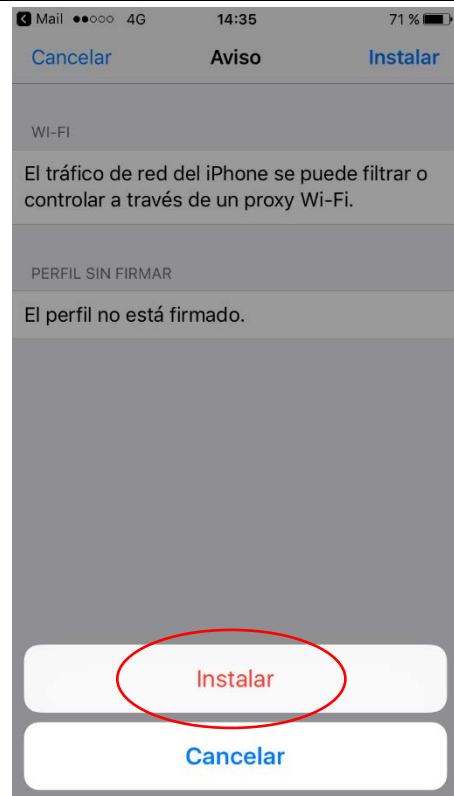 Mail 4G 14:35 71 %
Cancelar Aviso Instalar
WI-FI
El tráfico de red del iPhone se puede filtrar o
controlar a través de un proxy Wi-Fi.
PERFIL SIN FIRMAR
El perfil no está firmado.
Instalar
Cancelar